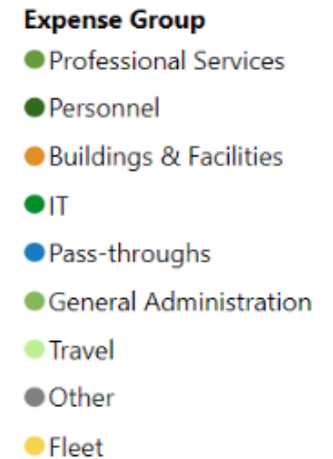 Expense Group
Professional Services
Personnel
Buildings & Facilities
IT
Pass-throughs
General Administration
Travel
Other
Fleet